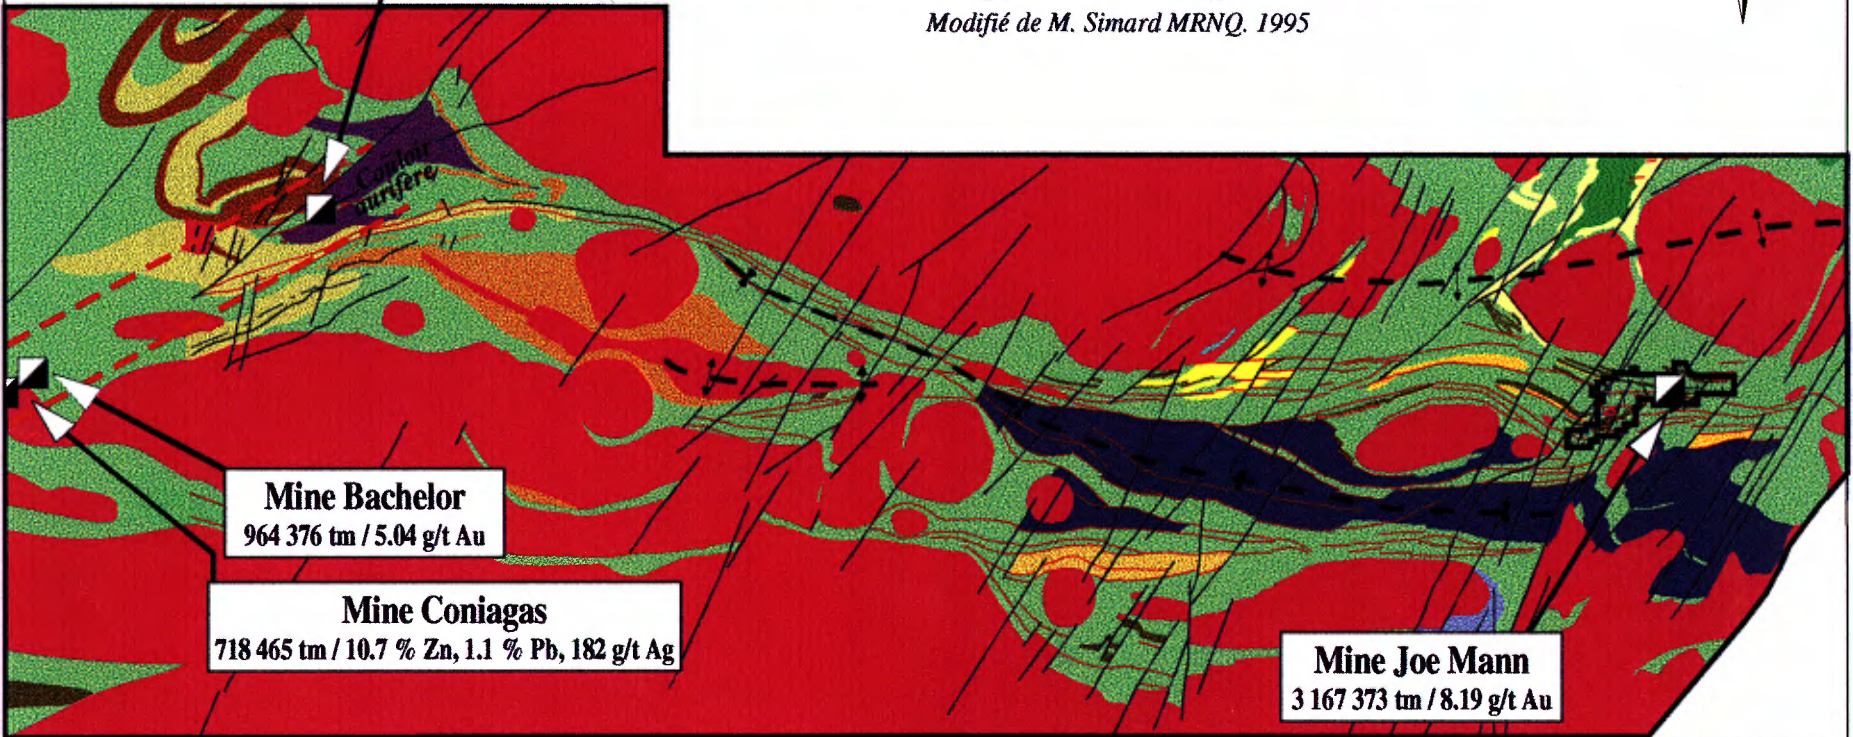 Modifié de M. Simard MRNQ. 1995
Couloir
aurifère
Mine Bachelor
964 376 tm / 5.04 g/t Au
Mine Coniagas
718 465 tm / 10.7 % Zn, 1.1 % Pb, 182 g/t Ag
Mine Joe Mann
3 167 373 tm / 8.19 g/t Au